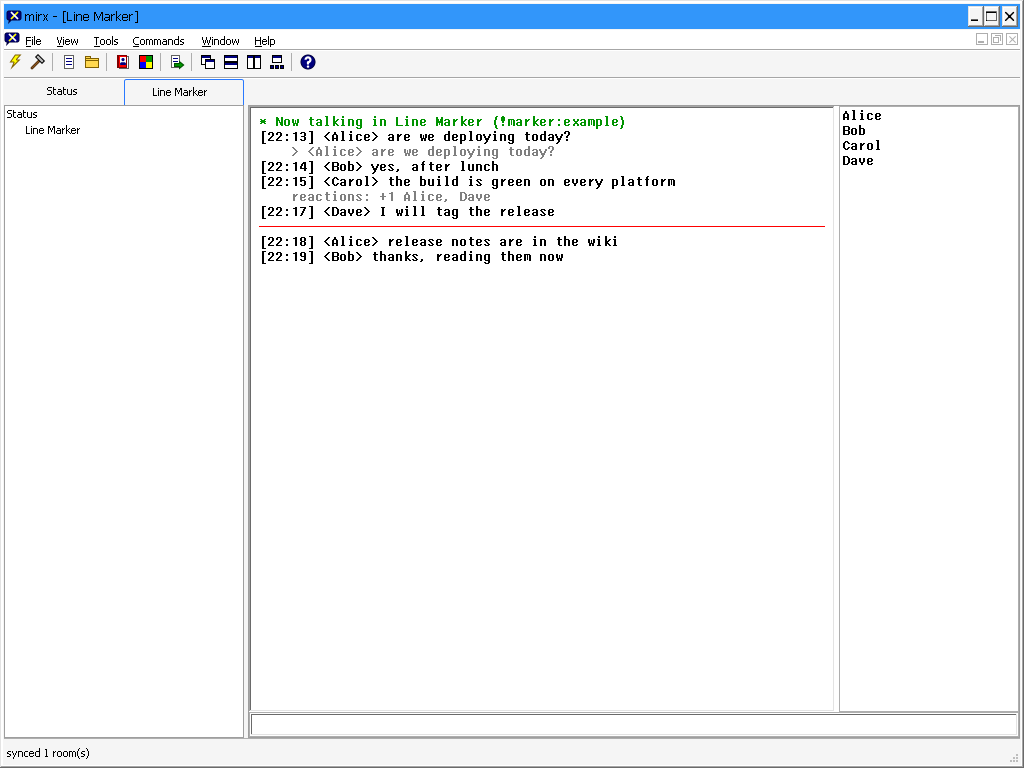 mirx - [Line Marker]
File View Tools Commands Window Help
Status Line Marker
Status
Line Marker
* Now talking in Line Marker (!marker:example)
[22:13] <Alice> are we deploying today?
> <Alice> are we deploying today?
[22:14] <Bob> yes, after lunch
[22:15] <Carol> the build is green on every platform
reactions: +1 Alice, Dave
[22:17] <Dave> I will tag the release
[22:18] <Alice> release notes are in the wiki
[22:19] <Bob> thanks, reading them now
Alice
Bob
Carol
Dave
synced 1 room(s)